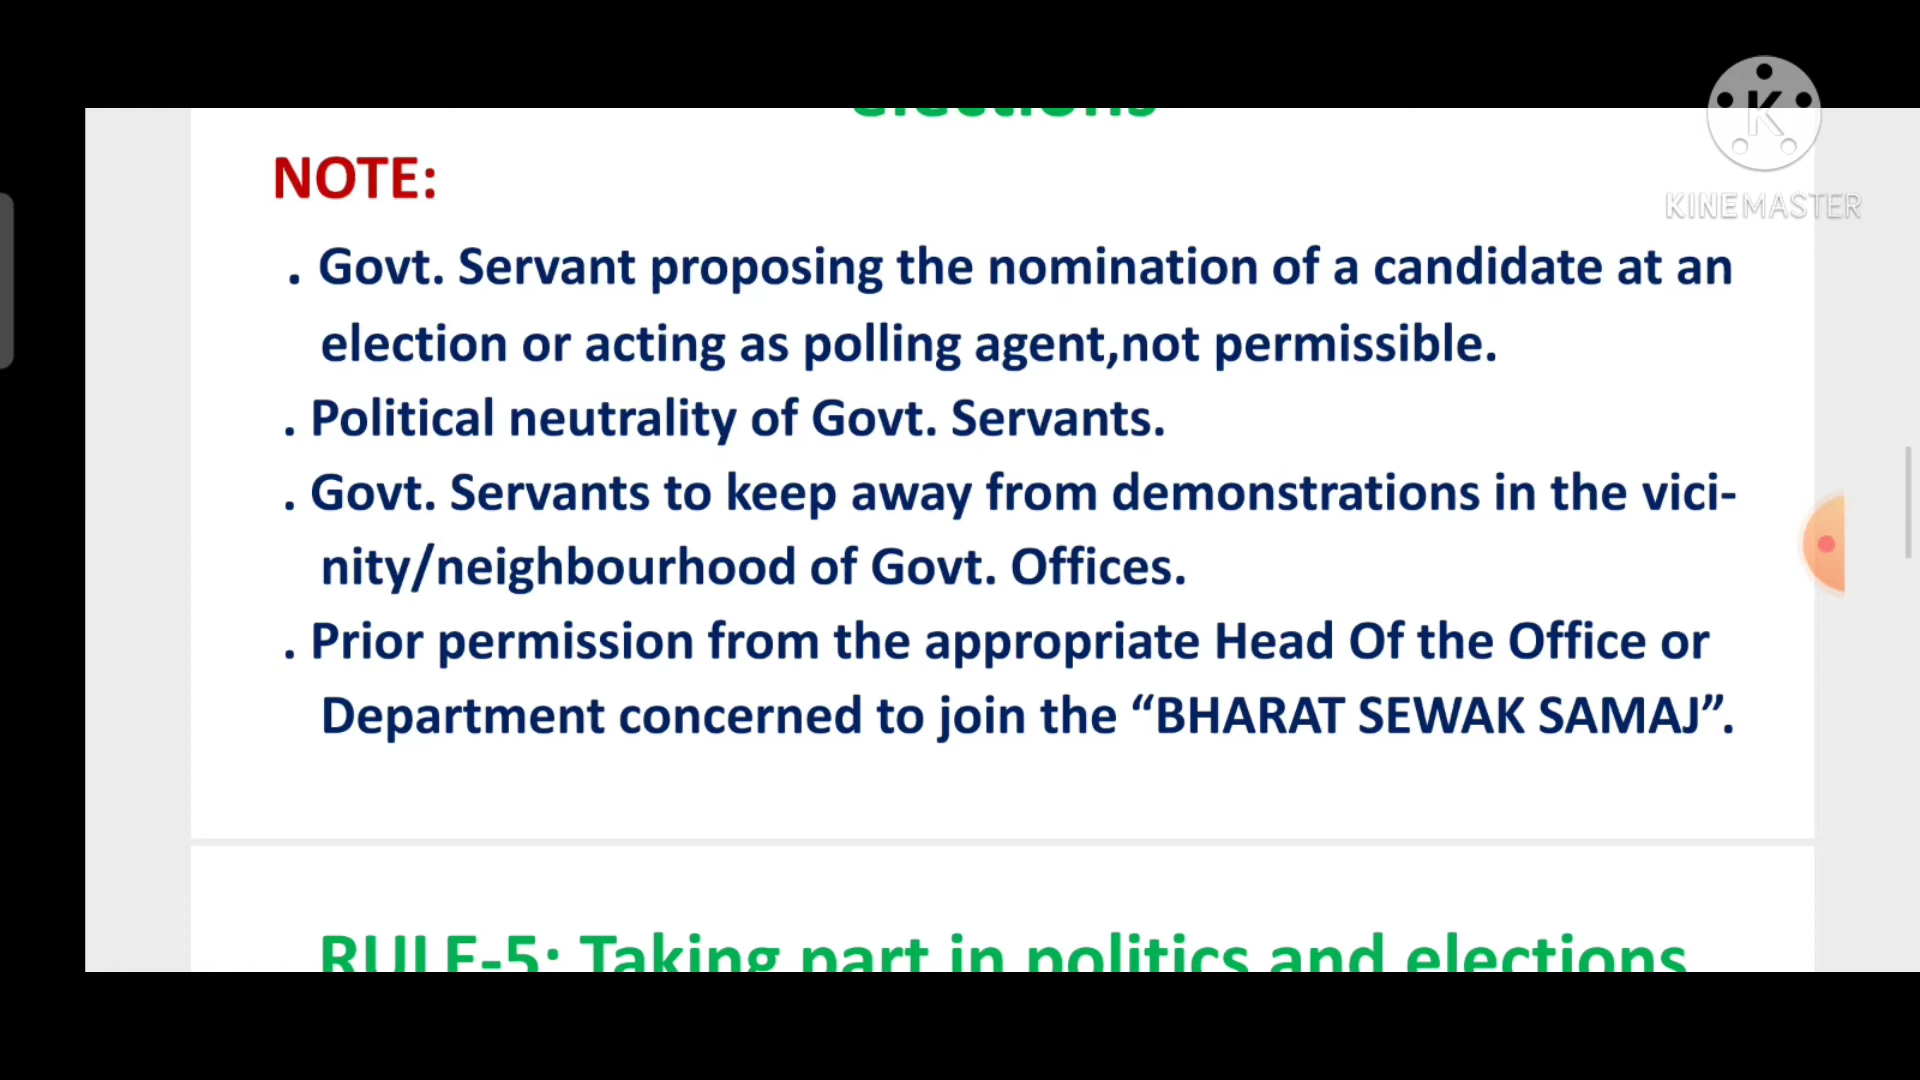 elections
K
KINEMASTER
NOTE:
. Govt. Servant proposing the nomination of a candidate at an
election or acting as polling agent,not permissible.
. Political neutrality of Govt. Servants.
. Govt. Servants to keep away from demonstrations in the vici-
nity/neighbourhood of Govt. Offices.
. Prior permission from the appropriate Head Of the Office or
Department concerned to join the “BHARAT SEWAK SAMAJ”.
RULE-5: Taking part in politics and elections